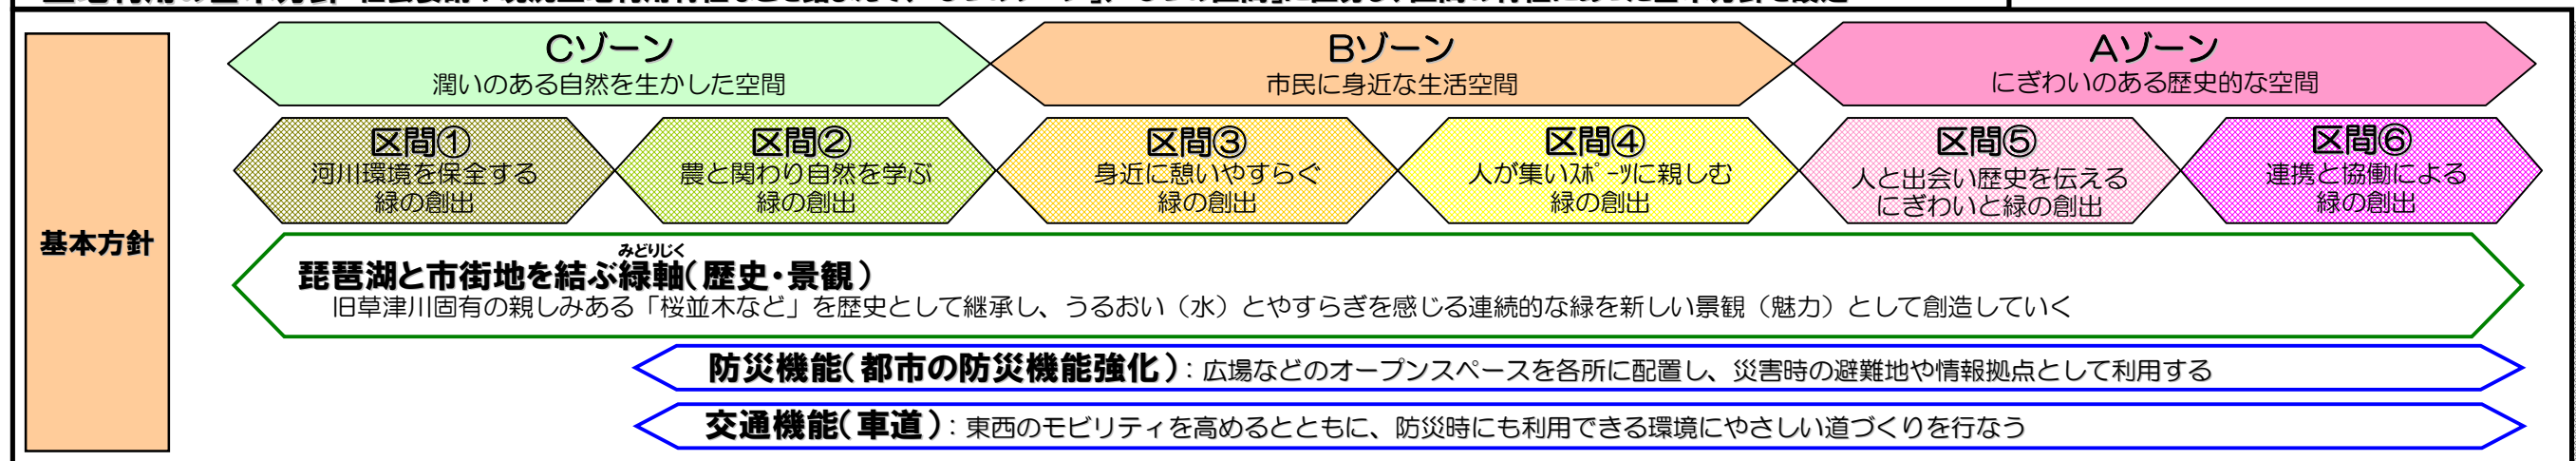 Cゾーン
潤いのある自然を生かした空間
Bゾーン
市民に身近な生活空間
Aゾーン
にぎわいのある歴史的な空間
区間①
河川環境を保全する
緑の創出
区間②
農と関わり自然を学ぶ
緑の創出
区間③
身近に憩いやすらぐ
緑の創出
区間④
人が集いｽﾎﾟｰﾂに親しむ
緑の創出
区間⑤
人と出会い歴史を伝える
にぎわいと緑の創出
区間⑥
連携と協働による
緑の創出
基本方針
みどりじく
琵琶湖と市街地を結ぶ緑軸（歴史・景観）
旧草津川固有の親しみある「桜並木など」を歴史として継承し、うるおい（水）とやすらぎを感じる連続的な緑を新しい景観（魅力）として創造していく
防災機能（都市の防災機能強化）：広場などのオープンスペースを各所に配置し、災害時の避難地や情報拠点として利用する
交通機能（車道）：東西のモビリティを高めるとともに、防災時にも利用できる環境にやさしい道づくりを行なう